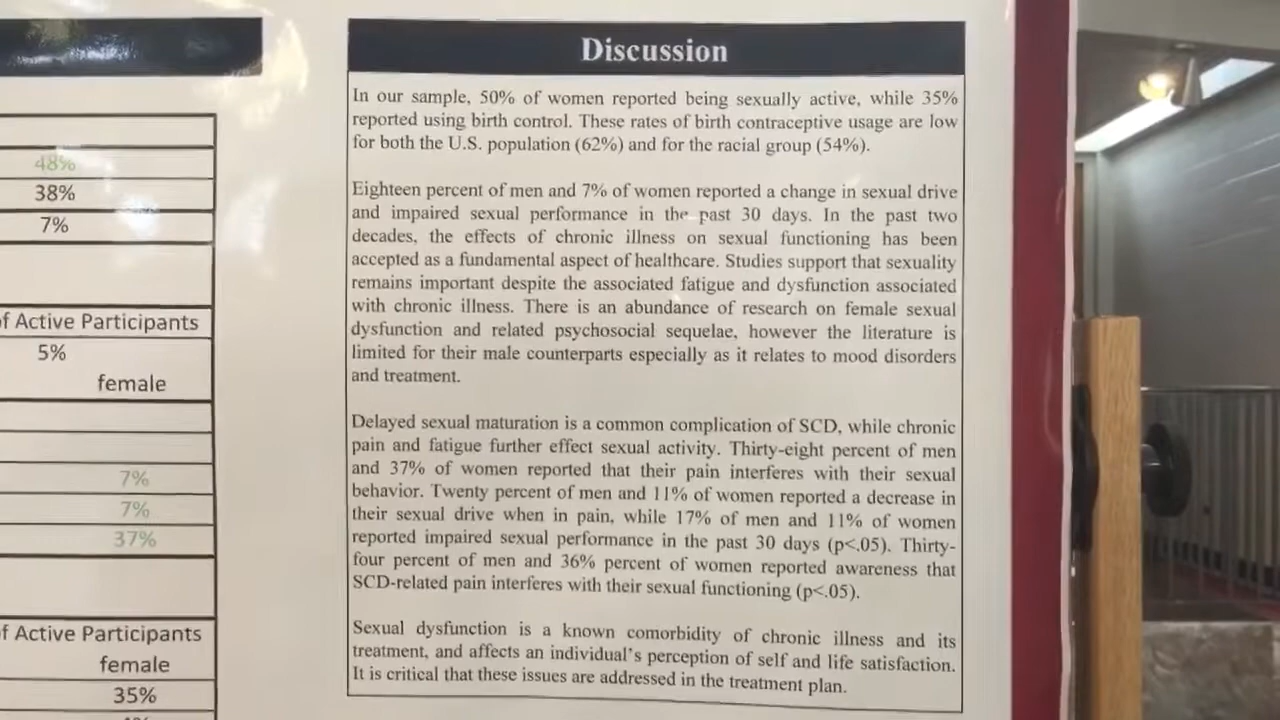 48%
38%
7%
f Active Participants
5%
female
7%
7%
37%
f Active Participants
female
35%
Discussion
In our sample, 50% of women reported being sexually active, while 35%
reported using birth control. These rates of birth contraceptive usage are low
for both the U.S. population (62%) and for the racial group (54%).
Eighteen percent of men and 7% of women reported a change in sexual drive
and impaired sexual performance in the past 30 days. In the past two
decades, the effects of chronic illness on sexual functioning has been
accepted as a fundamental aspect of healthcare. Studies support that sexuality
remains important despite the associated fatigue and dysfunction associated
with chronic illness. There is an abundance of research on female sexual
dysfunction and related psychosocial sequelae, however the literature is
limited for their male counterparts especially as it relates to mood disorders
and treatment.
Delayed sexual maturation is a common complication of SCD, while chronic
pain and fatigue further effect sexual activity. Thirty-eight percent of men
and 37% of women reported that their pain interferes with their sexual
behavior. Twenty percent of men and 11% of women reported a decrease in
their sexual drive when in pain, while 17% of men and 11% of women
reported impaired sexual performance in the past 30 days (p<.05). Thirty-
four percent of men and 36% percent of women reported awareness that
SCD-related pain interferes with their sexual functioning (p<.05).
Sexual dysfunction is a known comorbidity of chronic illness and its
treatment, and affects an individual's perception of self and life satisfaction.
It is critical that these issues are addressed in the treatment plan.